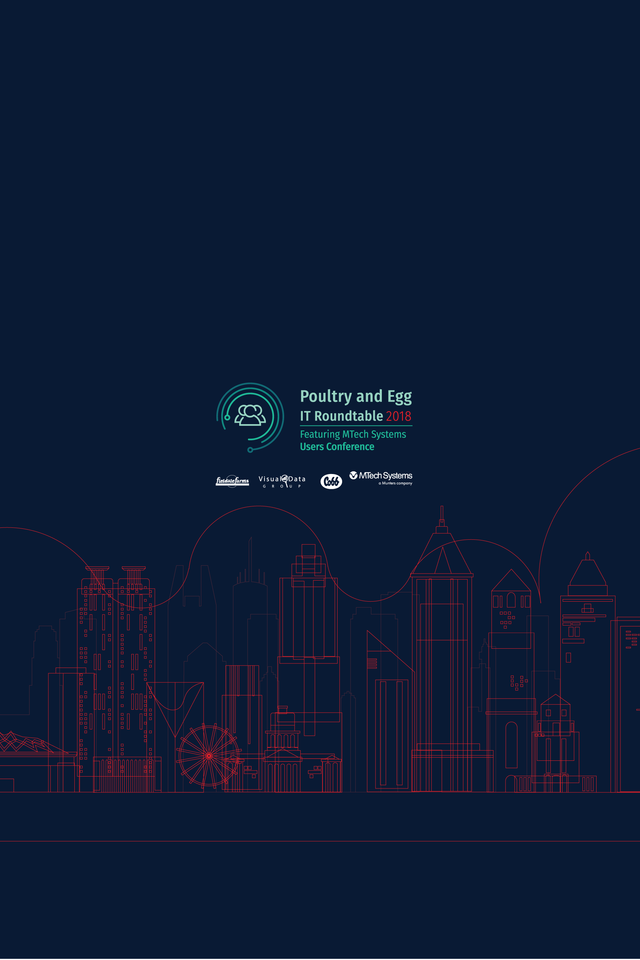 Poultry and Egg
IT Roundtable 2018
Featuring MTech Systems
Users Conference
Fieldale Farms
Visual Data
GROUP
Cobb
MTech Systems
a Munters company